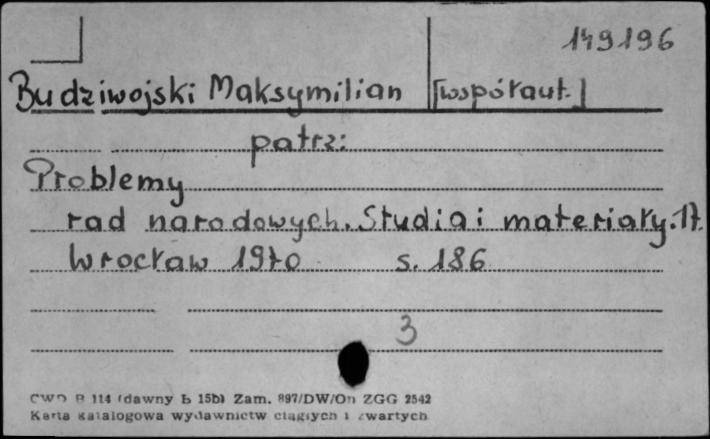 149196
Budziwojski Maksymilian [współaut.]
patrz:
Problemy
rad narodowych. Studia i materiały. 17.
Wrocław 1970 s. 186
3
CWD B 114 (dawny b 15b) Zam. 897/DW/On ZGG 2542
Karta katalogowa wydawnictw ciągłych i zwartych